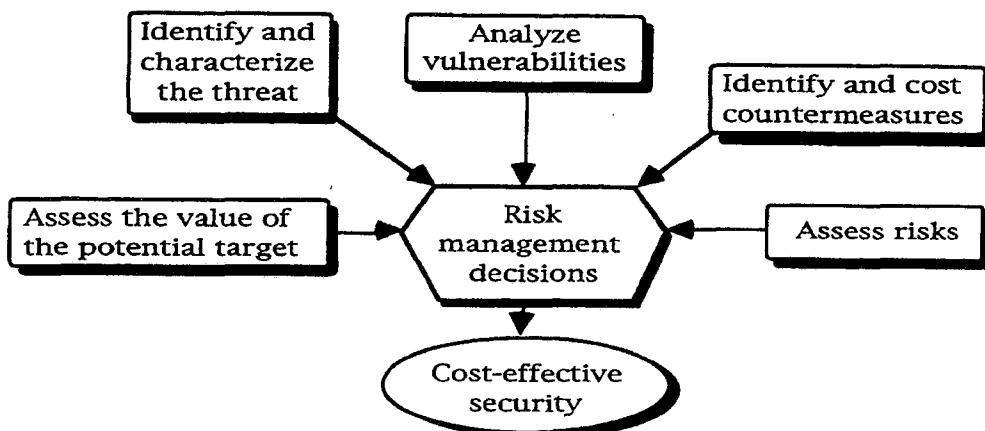 Identify and
characterize
the threat
Analyze
vulnerabilities
Identify and cost
countermeasures
Assess the value of
the potential target
Risk
management
decisions
Assess risks
Cost-effective
security